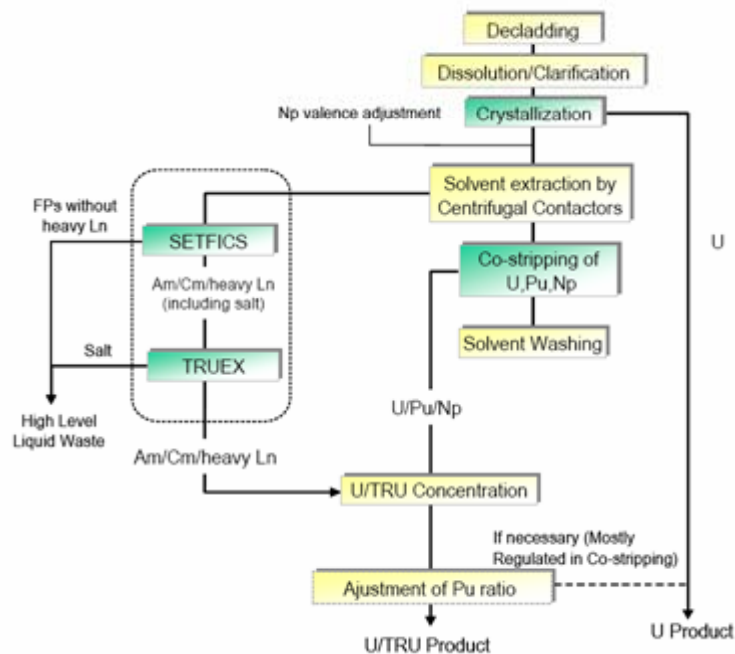 Decladding
Dissolution/Clarification
Crystallization
Np valence adjustment
Solvent extraction by
Centrifugal Contactors
FPs without
heavy Ln
SETFICS
U
Co-stripping of
U,Pu,Np
Am/Cm/heavy Ln
(including salt)
Solvent Washing
Salt
TRUEX
U/Pu/Np
High Level
Liquid Waste
Am/Cm/heavy Ln
U/TRU Concentration
If necessary (Mostly
Regulated in Co-stripping)
Ajustment of Pu ratio
U Product
U/TRU Product